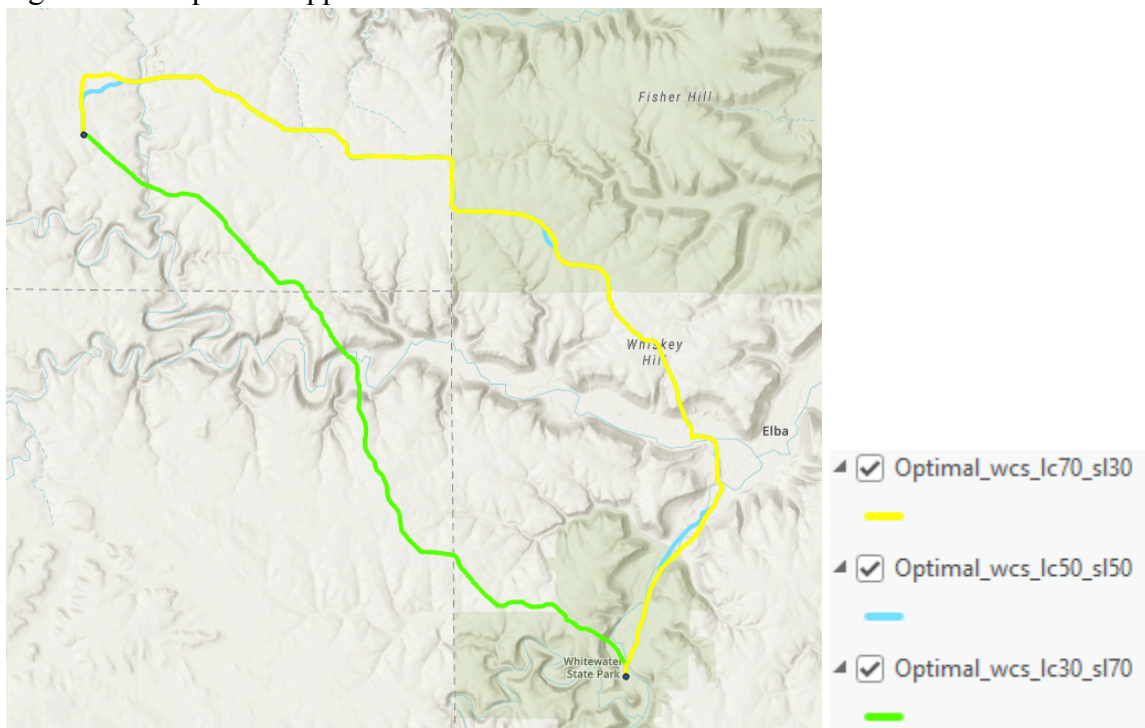 Fisher Hill
Whiskey
Hill
Elba
Whitewater
State Park
Optimal_wcs_lc70_sl30
Optimal_wcs_lc50_sl50
Optimal_wcs_lc30_sl70